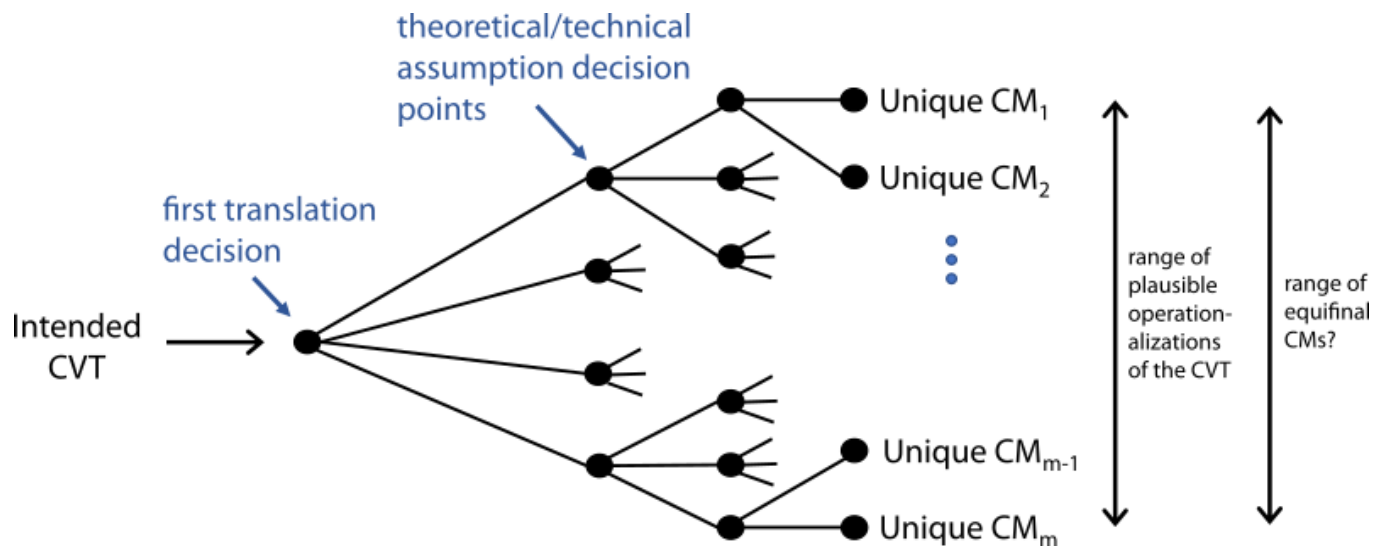 theoretical/technical
assumption decision
points
first translation
decision
Intended
CVT
Unique CM₁
Unique CM₂
Unique CMₘ₋₁
Unique CMₘ
range of
plausible
operation-
alizations
of the CVT
range of
equifinal
CMs?